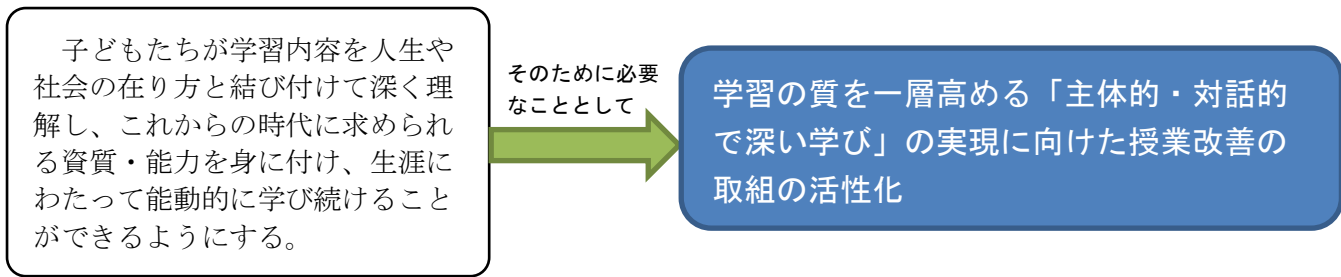 子どもたちが学習内容を人生や
社会の在り方と結び付けて深く理
解し、これからの時代に求められ
る資質・能力を身に付け、生涯に
わたって能動的に学び続けること
ができるようにする。
そのために必要
なこととして
学習の質を一層高める「主体的・対話的
で深い学び」の実現に向けた授業改善の
取組の活性化